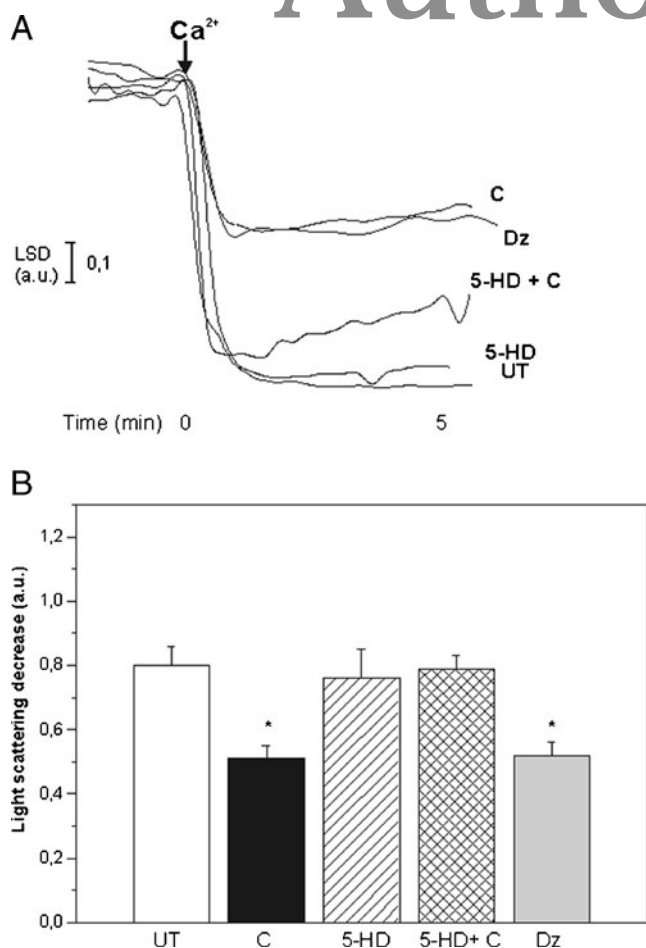 Autho
A
Ca²⁺
C
Dz
LSD
(a.u.)
0,1
5-HD + C
5-HD
UT
Time (min) 0 5
B
Light scattering decrease (a.u.)
1,2
1,0
0,8
0,6
0,4
0,2
0,0
*
*
UT C 5-HD 5-HD+ C Dz